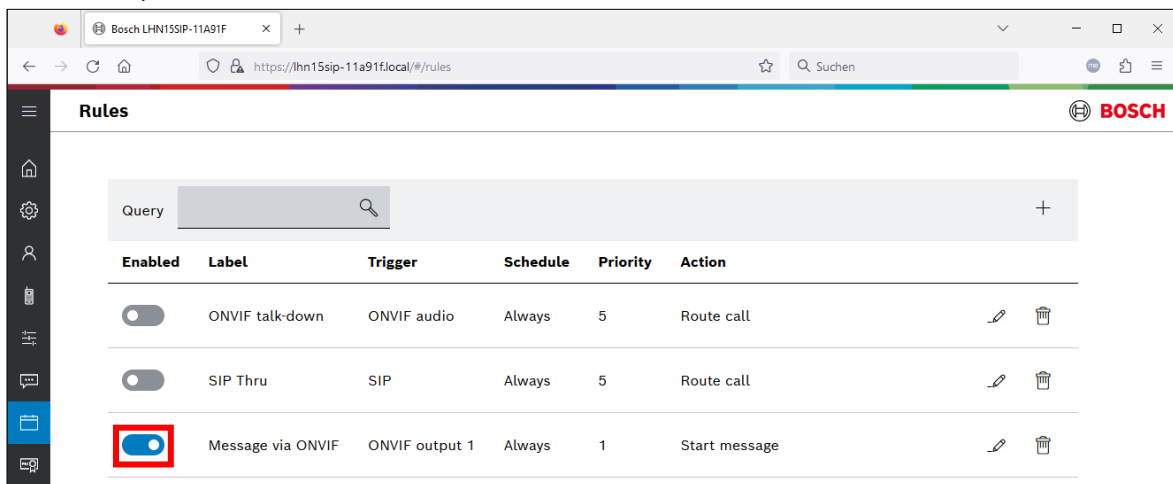 Bosch LHN15SIP-11A91F
https://lhn15sip-11a91f.local/#/rules
Suchen
me
Rules
BOSCH
Query
Enabled Label Trigger Schedule Priority Action
ONVIF talk-down ONVIF audio Always 5 Route call
SIP Thru SIP Always 5 Route call
Message via ONVIF ONVIF output 1 Always 1 Start message